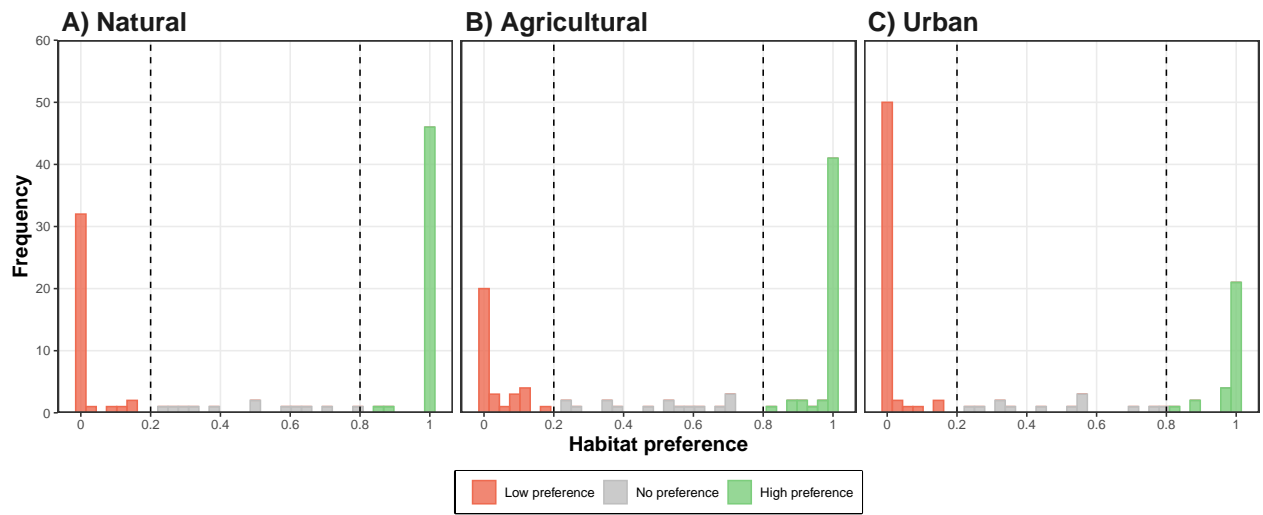 A) Natural
B) Agricultural
C) Urban
Frequency
60
50
40
30
20
10
0
0 0.2 0.4 0.6 0.8 1
0 0.2 0.4 0.6 0.8 1
0 0.2 0.4 0.6 0.8 1
Habitat preference
Low preference No preference High preference